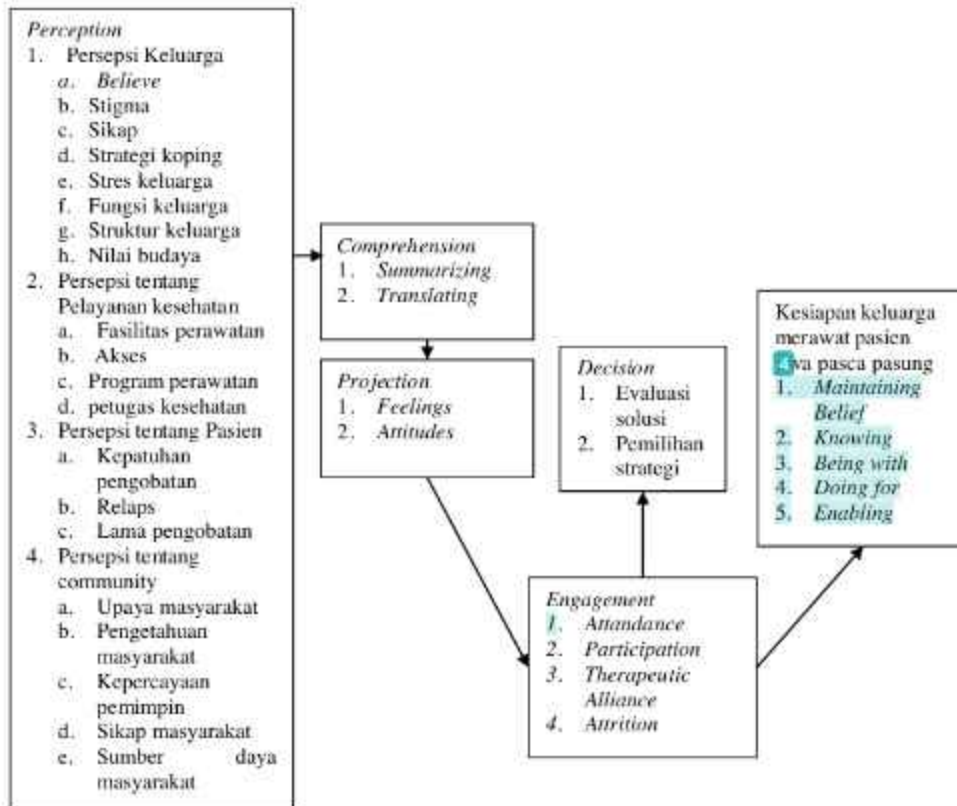 Perception
1. Persepsi Keluarga
a. Believe
b. Stigma
c. Sikap
d. Strategi koping
e. Stres keluarga
f. Fungsi keluarga
g. Struktur keluarga
h. Nilai budaya
2. Persepsi tentang
Pelayanan kesehatan
a. Fasilitas perawatan
b. Akses
c. Program perawatan
d. petugas kesehatan
3. Persepsi tentang Pasien
a. Kepatuhan
pengobatan
b. Relaps
c. Lama pengobatan
4. Persepsi tentang
community
a. Upaya masyarakat
b. Pengetahuan
masyarakat
c. Kepercayaan
pemimpin
d. Sikap masyarakat
e. Sumber daya
masyarakat
Comprehension
1. Summarizing
2. Translating
Projection
1. Feelings
2. Attitudes
Decision
1. Evaluasi
solusi
2. Pemilihan
strategi
Engagement
1. Attandance
2. Participation
3. Therapeutic
Alliance
4. Attrition
Kesiapan keluarga
merawat pasien
pasca pasung
1. Maintaining
Belief
2. Knowing
3. Being with
4. Doing for
5. Enabling